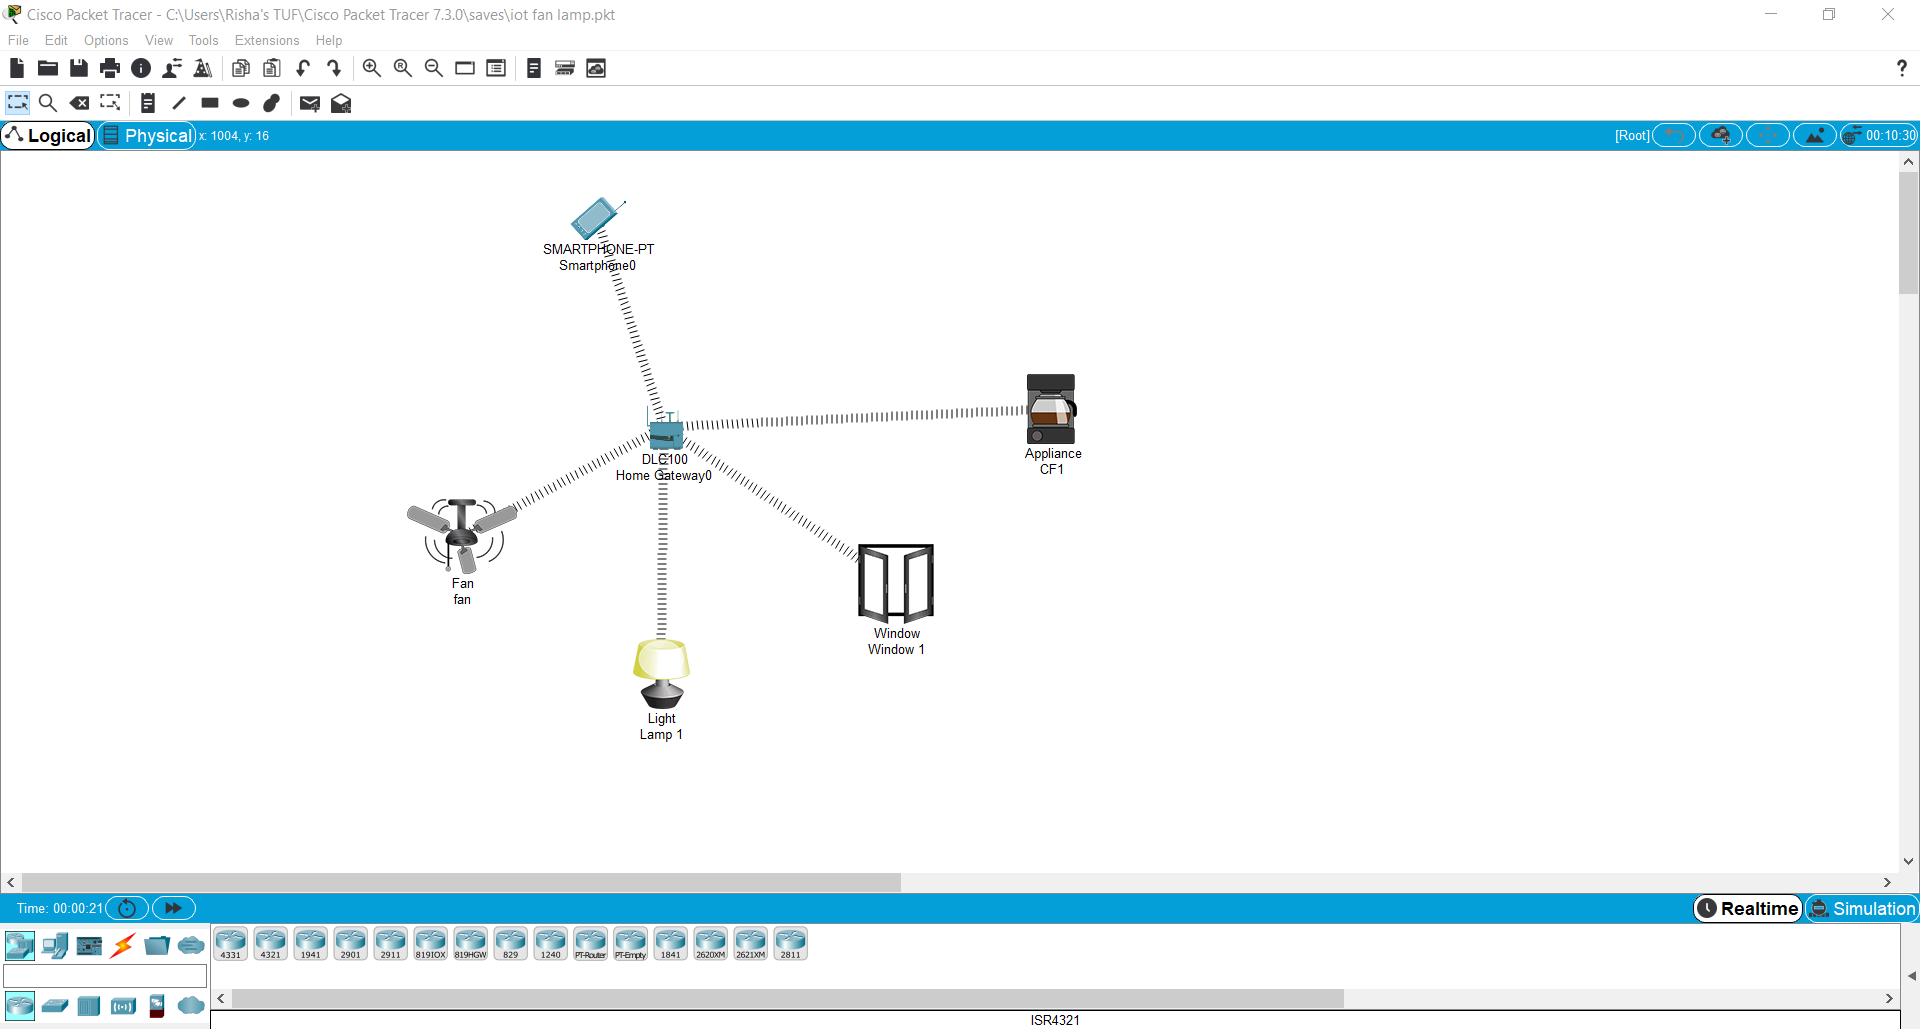 Cisco Packet Tracer - C:\Users\Risha's TUF\Cisco Packet Tracer 7.3.0\saves\iot fan lamp.pkt
File Edit Options View Tools Extensions Help
?
Logical Physical x: 1004, y: 16 [Root] 00:10:30
SMARTPHONE-PT
Smartphone0
Appliance
CF1
DLC100
Home Gateway0
Fan
fan
Window
Window 1
Light
Lamp 1
Time: 00:00:21 Realtime Simulation
4331 4321 1941 2901 2911 819IOX 819HGW 829 1240 PT-Router PT-Empty 1841 2620XM 2621XM 2811
ISR4321